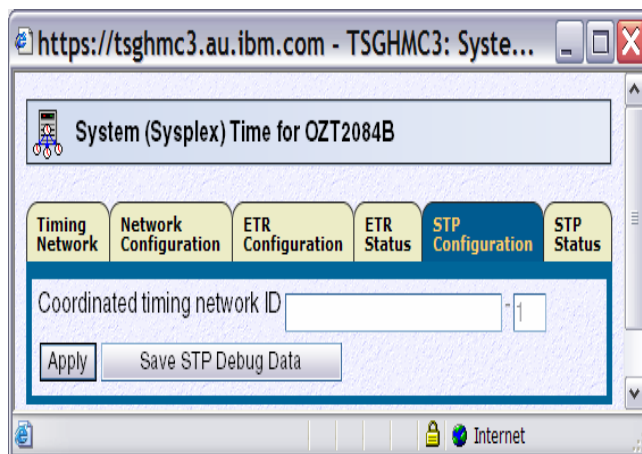 https://tsghmc3.au.ibm.com - TSGHMC3: Syste...
System (Sysplex) Time for OZT2084B
Timing Network
Network Configuration
ETR Configuration
ETR Status
STP Configuration
STP Status
Coordinated timing network ID - 1
Apply
Save STP Debug Data
Internet